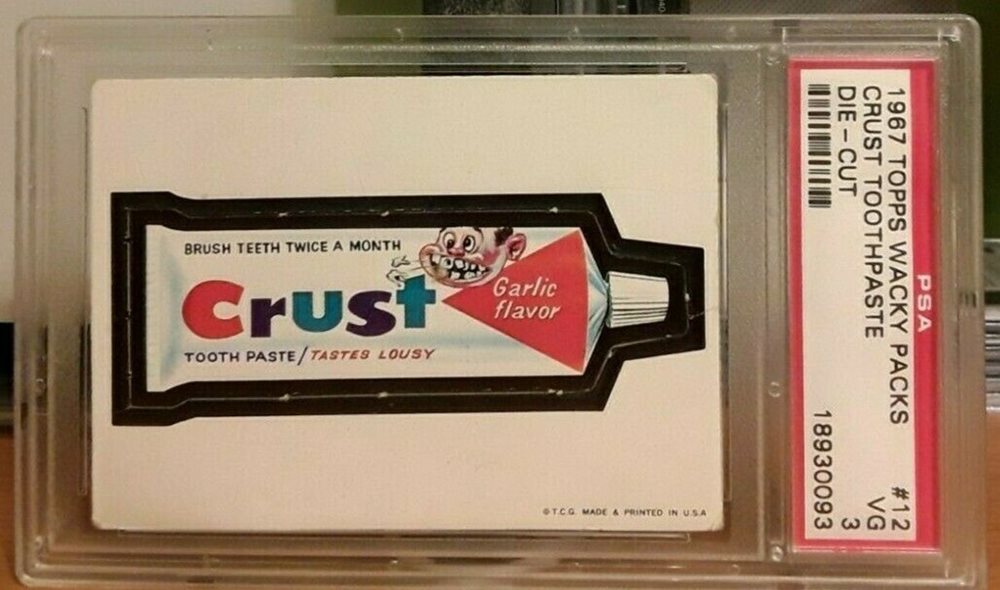 BRUSH TEETH TWICE A MONTH
Crust
Garlic
flavor
TOOTH PASTE/TASTES LOUSY
© T.C.G. MADE & PRINTED IN U.S.A
PSA
1967 TOPPS WACKY PACKS #12
CRUST TOOTHPASTE VG
DIE-CUT 3
18930093